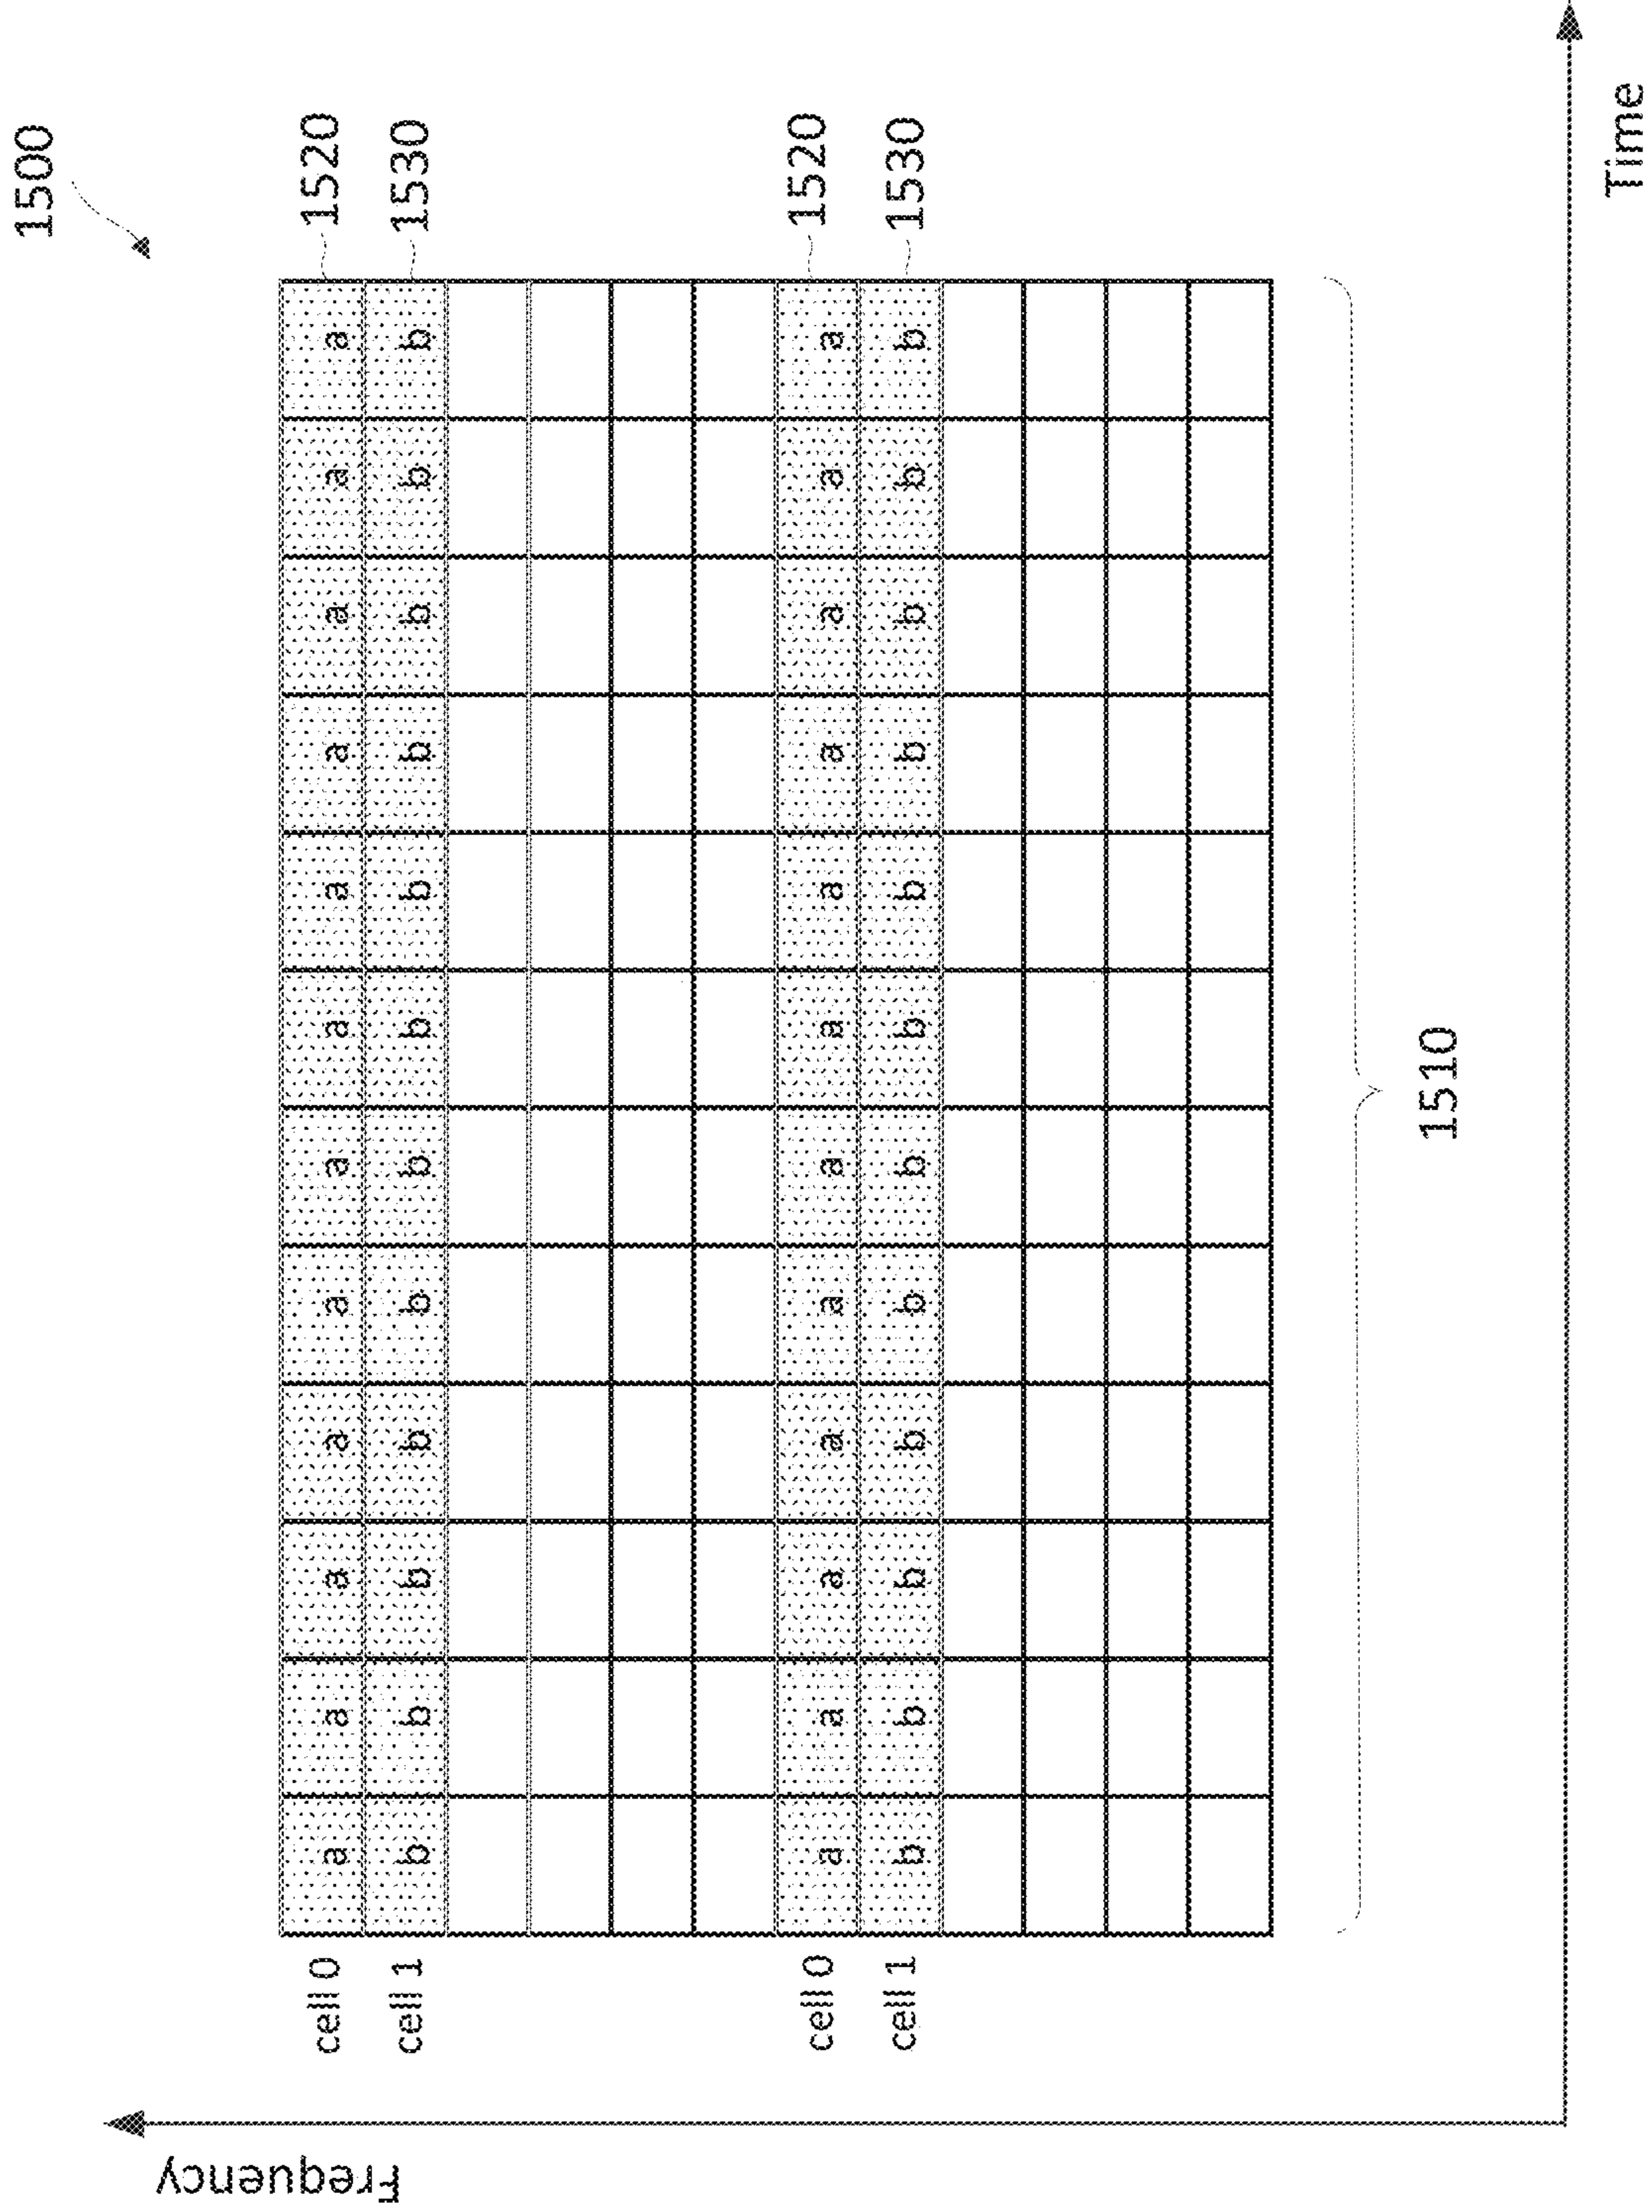 1500
Frequency
cell 0 a a a a a a a a a a a a 1520
cell 1 b b b b b b b b b b b b 1530
cell 0 a a a a a a a a a a a a 1520
cell 1 b b b b b b b b b b b b 1530
1510
Time